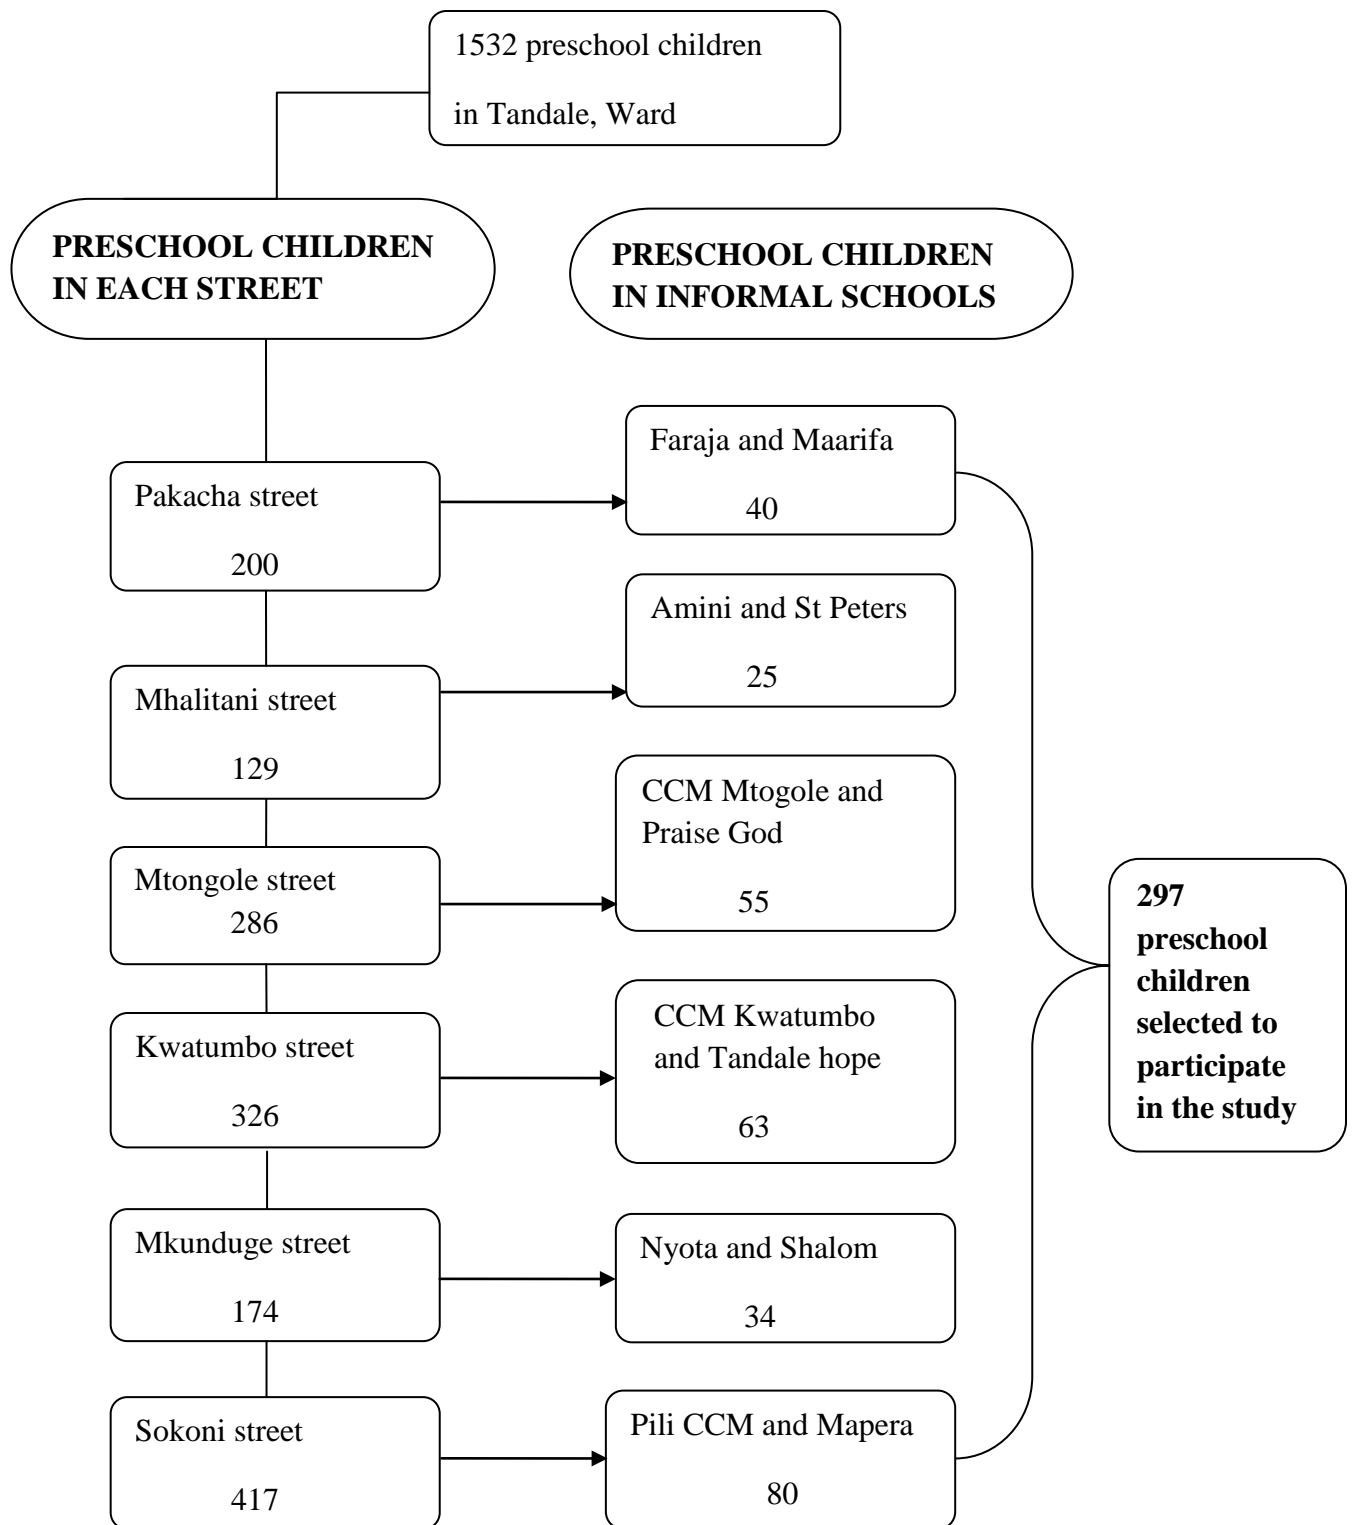 1532 preschool children
in Tandale, Ward
PRESCHOOL CHILDREN
IN EACH STREET
PRESCHOOL CHILDREN
IN INFORMAL SCHOOLS
Pakacha street
200
Faraja and Maarifa
40
Mhalitani street
129
Amini and St Peters
25
Mtongole street
286
CCM Mtogole and
Praise God
55
Kwatumbo street
326
CCM Kwatumbo
and Tandale hope
63
Mkunduge street
174
Nyota and Shalom
34
Sokoni street
417
Pili CCM and Mapera
80
297
preschool
children
selected to
participate
in the study